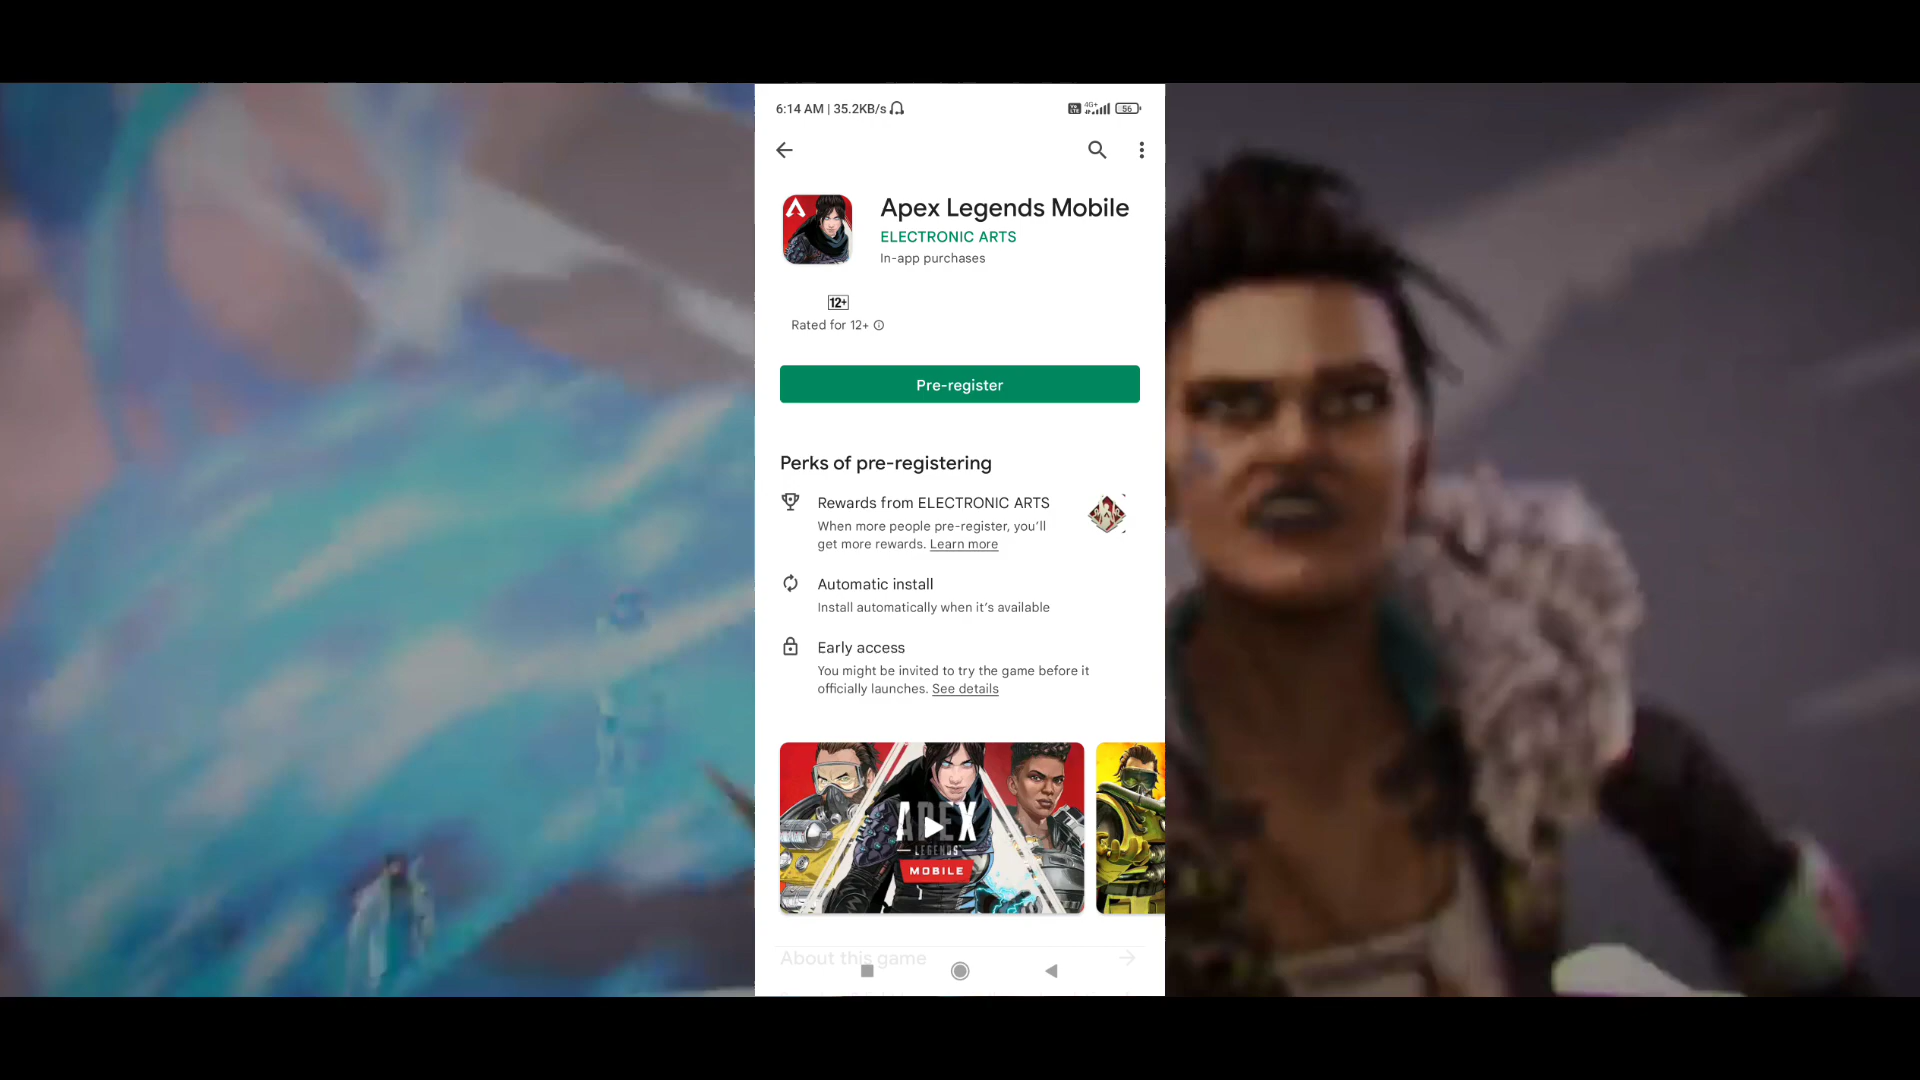 6:14 AM | 35.2KB/s
4G+
56
Apex Legends Mobile
ELECTRONIC ARTS
In-app purchases
12+
Rated for 12+
Pre-register
Perks of pre-registering
Rewards from ELECTRONIC ARTS
When more people pre-register, you'll
get more rewards. Learn more
Automatic install
Install automatically when it's available
Early access
You might be invited to try the game before it
officially launches. See details
APEX
LEGENDS
MOBILE
About this game